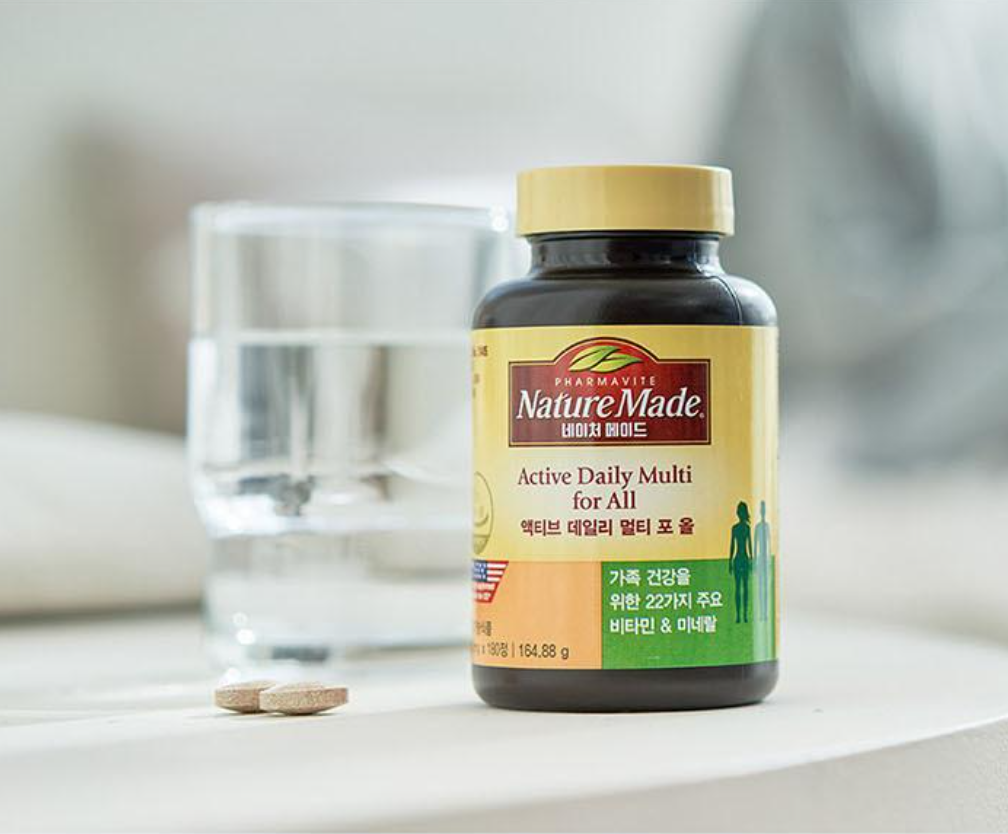 PHARMAVITE
Nature Made®
네이처 메이드
Active Daily Multi
for All
액티브 데일리 멀티 포 올
가족 건강을
위한 22가지 주요
비타민 & 미네랄
x 180정 | 164.88 g